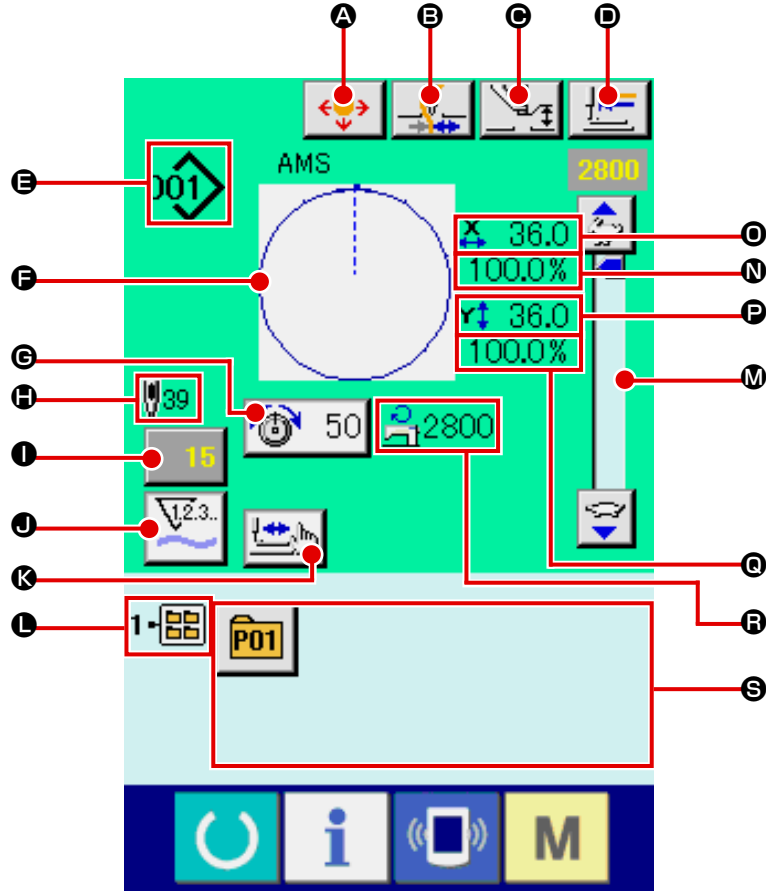 A B C D
AMS
2800
E 001
X 36.0 O
100.0% N
F
Y 36.0 P
100.0%
G
M
H 39
50 2800
I 15
J 1.2.3..
K
Q
L 1
P01
R
S
i M